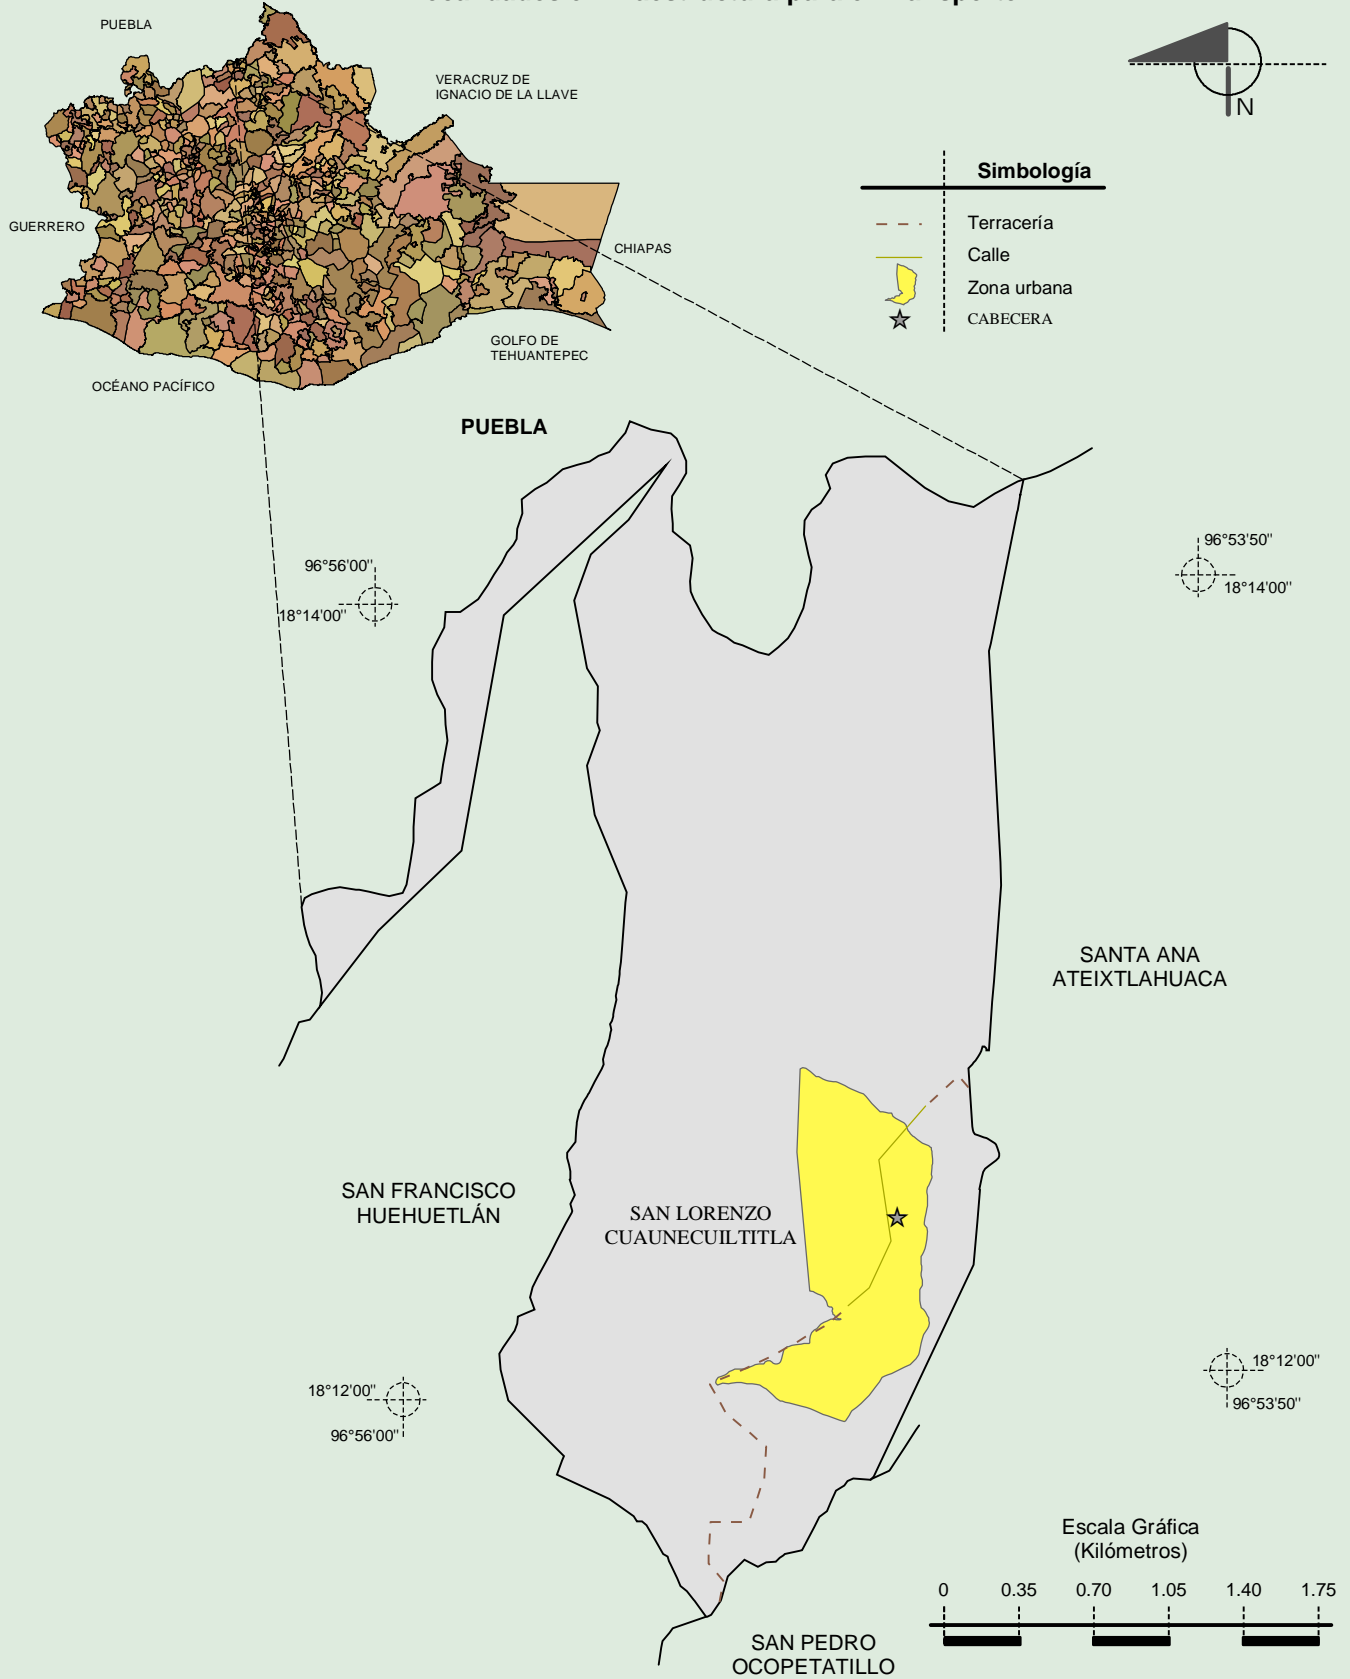 PUEBLA
VERACRUZ DE
IGNACIO DE LA LLAVE
N
Simbología
Terracería
Calle
Zona urbana
CABECERA
GUERRERO
CHIAPAS
GOLFO DE
TEHUANTEPEC
OCÉANO PACÍFICO
PUEBLA
96°56'00"
18°14'00"
96°53'50"
18°14'00"
SANTA ANA
ATEIXTLAHUACA
SAN FRANCISCO
HUEHUETLÁN
SAN LORENZO
CUAUNECUILTITLA
18°12'00"
96°56'00"
18°12'00"
96°53'50"
Escala Gráfica
(Kilómetros)
0 0.35 0.70 1.05 1.40 1.75
SAN PEDRO
OCOPETATILLO